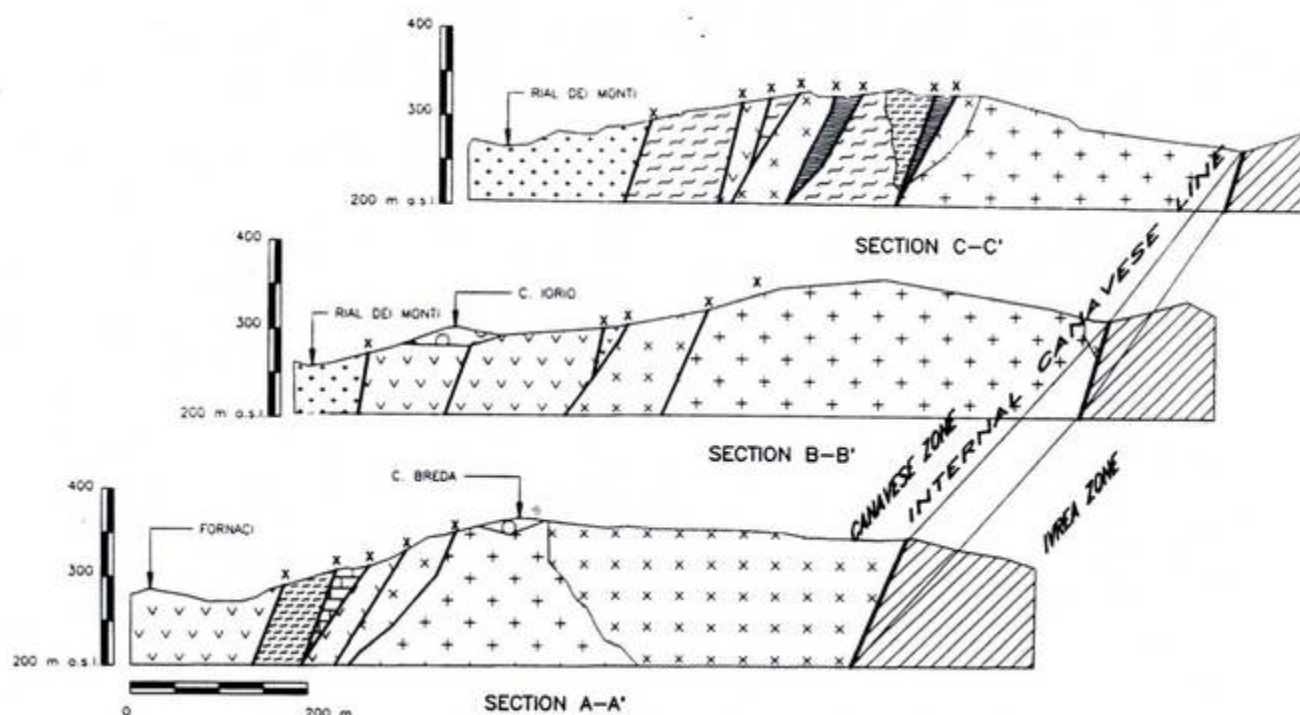 400
RIAL DEI MONTI
300
200 m a.s.l
SECTION C-C'
400
C. IORIO
RIAL DEI MONTI
300
200 m a.s.l
SECTION B-B'
CANAVESE ZONE
INTERNAL CANAVESE LINE
IVREA ZONE
400
C. BREDA
FORNACI
300
200 m a.s.l
0 200 m
SECTION A-A'